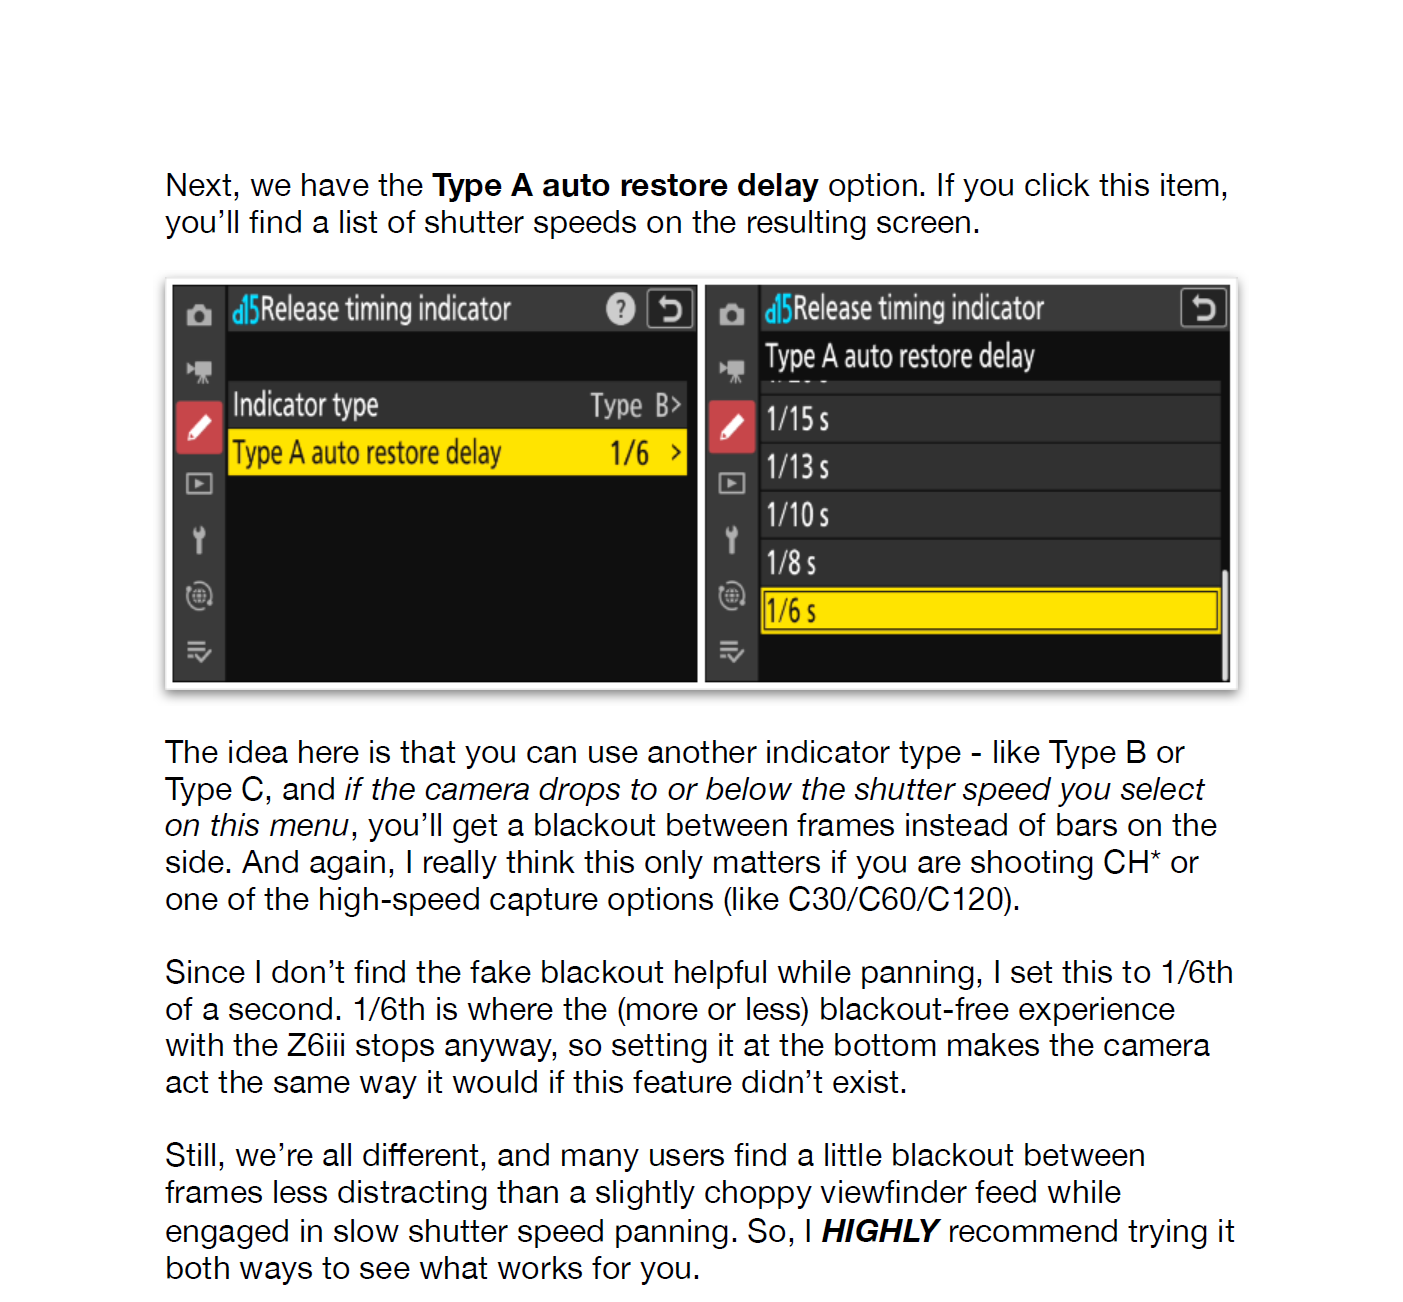 Next, we have the Type A auto restore delay option. If you click this item,
you’ll find a list of shutter speeds on the resulting screen.
d15 Release timing indicator ?
Indicator type Type B>
Type A auto restore delay 1/6 >
d15 Release timing indicator
Type A auto restore delay
1/15 s
1/13 s
1/10 s
1/8 s
1/6 s
The idea here is that you can use another indicator type - like Type B or
Type C, and if the camera drops to or below the shutter speed you select
on this menu, you’ll get a blackout between frames instead of bars on the
side. And again, I really think this only matters if you are shooting CH* or
one of the high-speed capture options (like C30/C60/C120).
Since I don’t find the fake blackout helpful while panning, I set this to 1/6th
of a second. 1/6th is where the (more or less) blackout-free experience
with the Z6iii stops anyway, so setting it at the bottom makes the camera
act the same way it would if this feature didn’t exist.
Still, we’re all different, and many users find a little blackout between
frames less distracting than a slightly choppy viewfinder feed while
engaged in slow shutter speed panning. So, I HIGHLY recommend trying it
both ways to see what works for you.